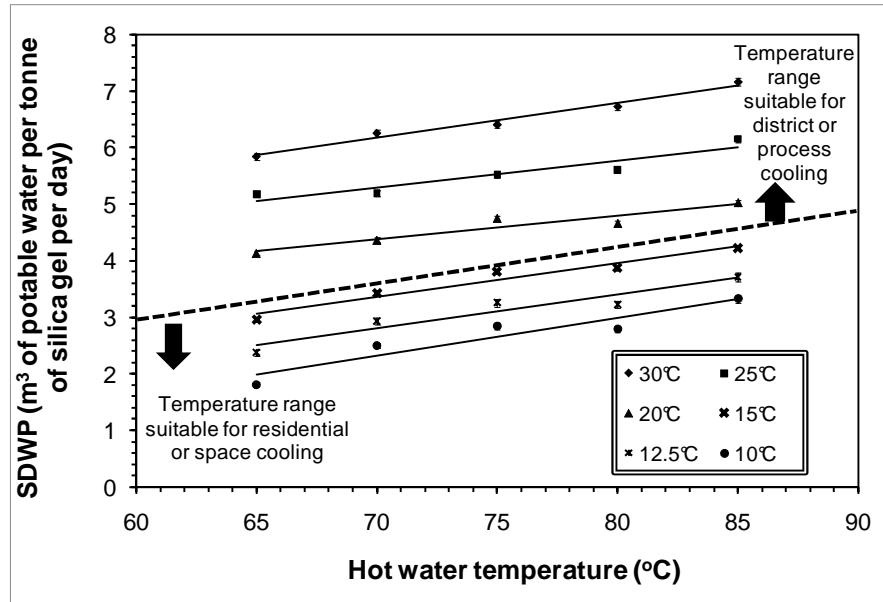 SDWP (m³ of potable water per tonne
of silica gel per day)
8
7
6
5
4
3
2
1
0
Temperature
range
suitable for
district or
process
cooling
Temperature range
suitable for residential
or space cooling
30°C
25°C
20°C
15°C
12.5°C
10°C
60
65
70
75
80
85
90
Hot water temperature (°C)